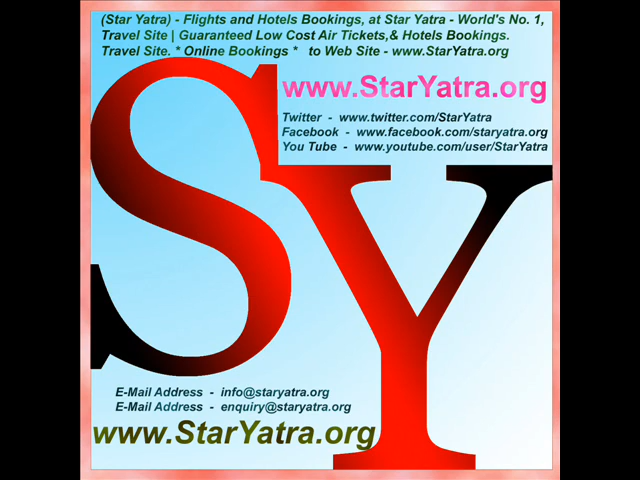 (Star Yatra) - Flights and Hotels Bookings, at Star Yatra - World's No. 1,
Travel Site | Guaranteed Low Cost Air Tickets,& Hotels Bookings.
Travel Site. * Online Bookings *   to Web Site - www.StarYatra.org
www.StarYatra.org
Twitter  -  www.twitter.com/StarYatra
Facebook  -  www.facebook.com/staryatra.org
You Tube  -  www.youtube.com/user/StarYatra
SY
E-Mail Address  -  info@staryatra.org
E-Mail Address  -  enquiry@staryatra.org
www.StarYatra.org